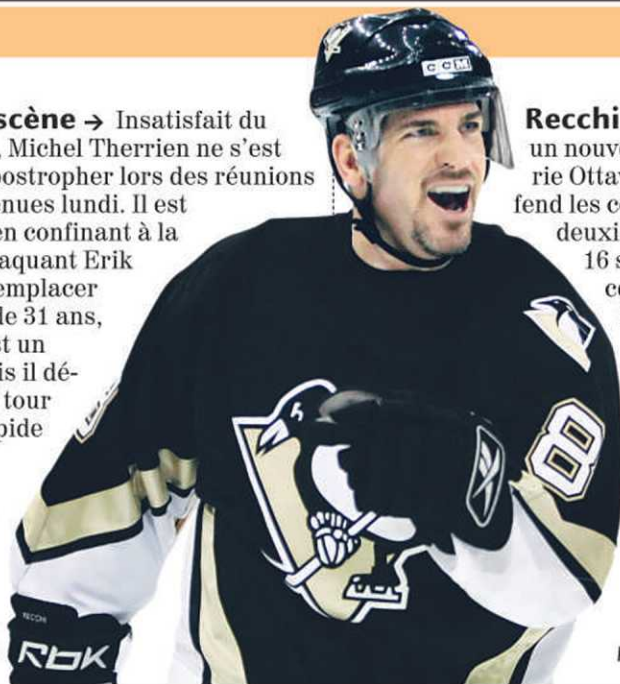 scène → Insatisfait du
, Michel Therrien ne s'est
postropher lors des réunions
enues lundi. Il est
en confinant à la
aquant Erik
emplacer
de 31 ans,
t un
is il dé-
tour
pide
Recchi
un nouve
rie Ottav
fend les c
deuxi
16 s
ce
CCM
8
RECCHI
RbK